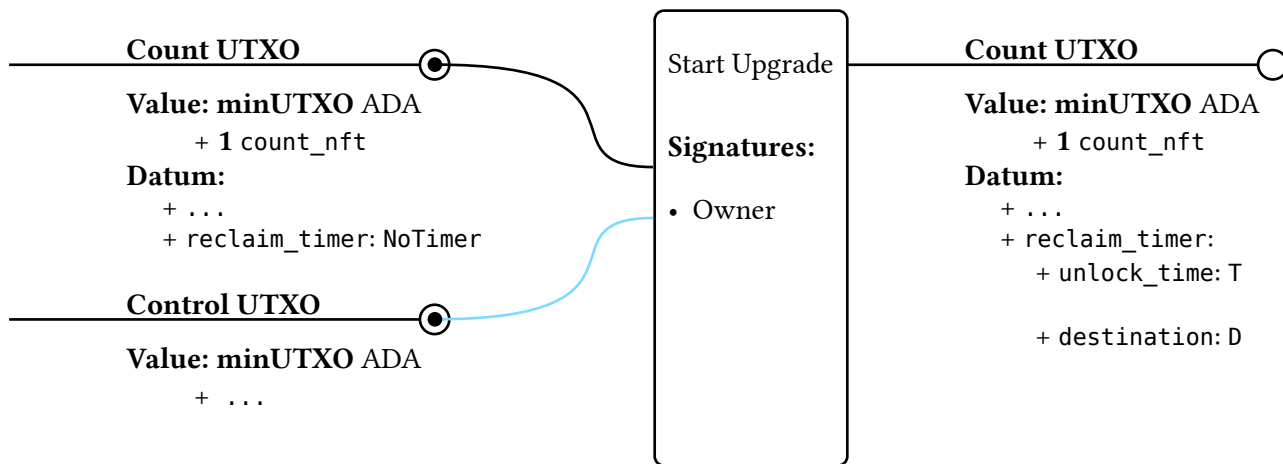 Count UTXO
Value: minUTXO ADA
+ 1 count_nft
Datum:
+ ...
+ reclaim_timer: NoTimer
Control UTXO
Value: minUTXO ADA
+ ...
Start Upgrade
Signatures:
• Owner
Count UTXO
Value: minUTXO ADA
+ 1 count_nft
Datum:
+ ...
+ reclaim_timer:
+ unlock_time: T
+ destination: D